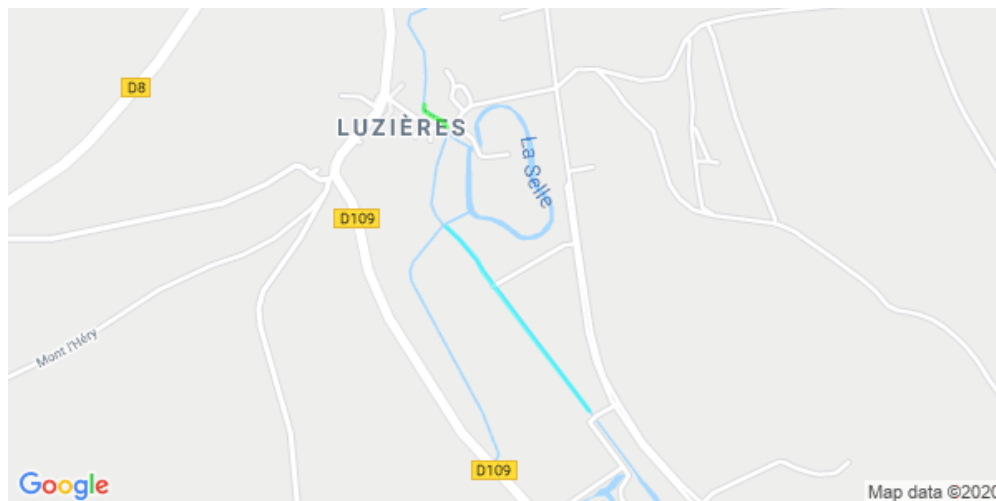 D8
LUZIÈRES
La Selle
D109
Mont l'Héry
D109
Google
Map data ©2020